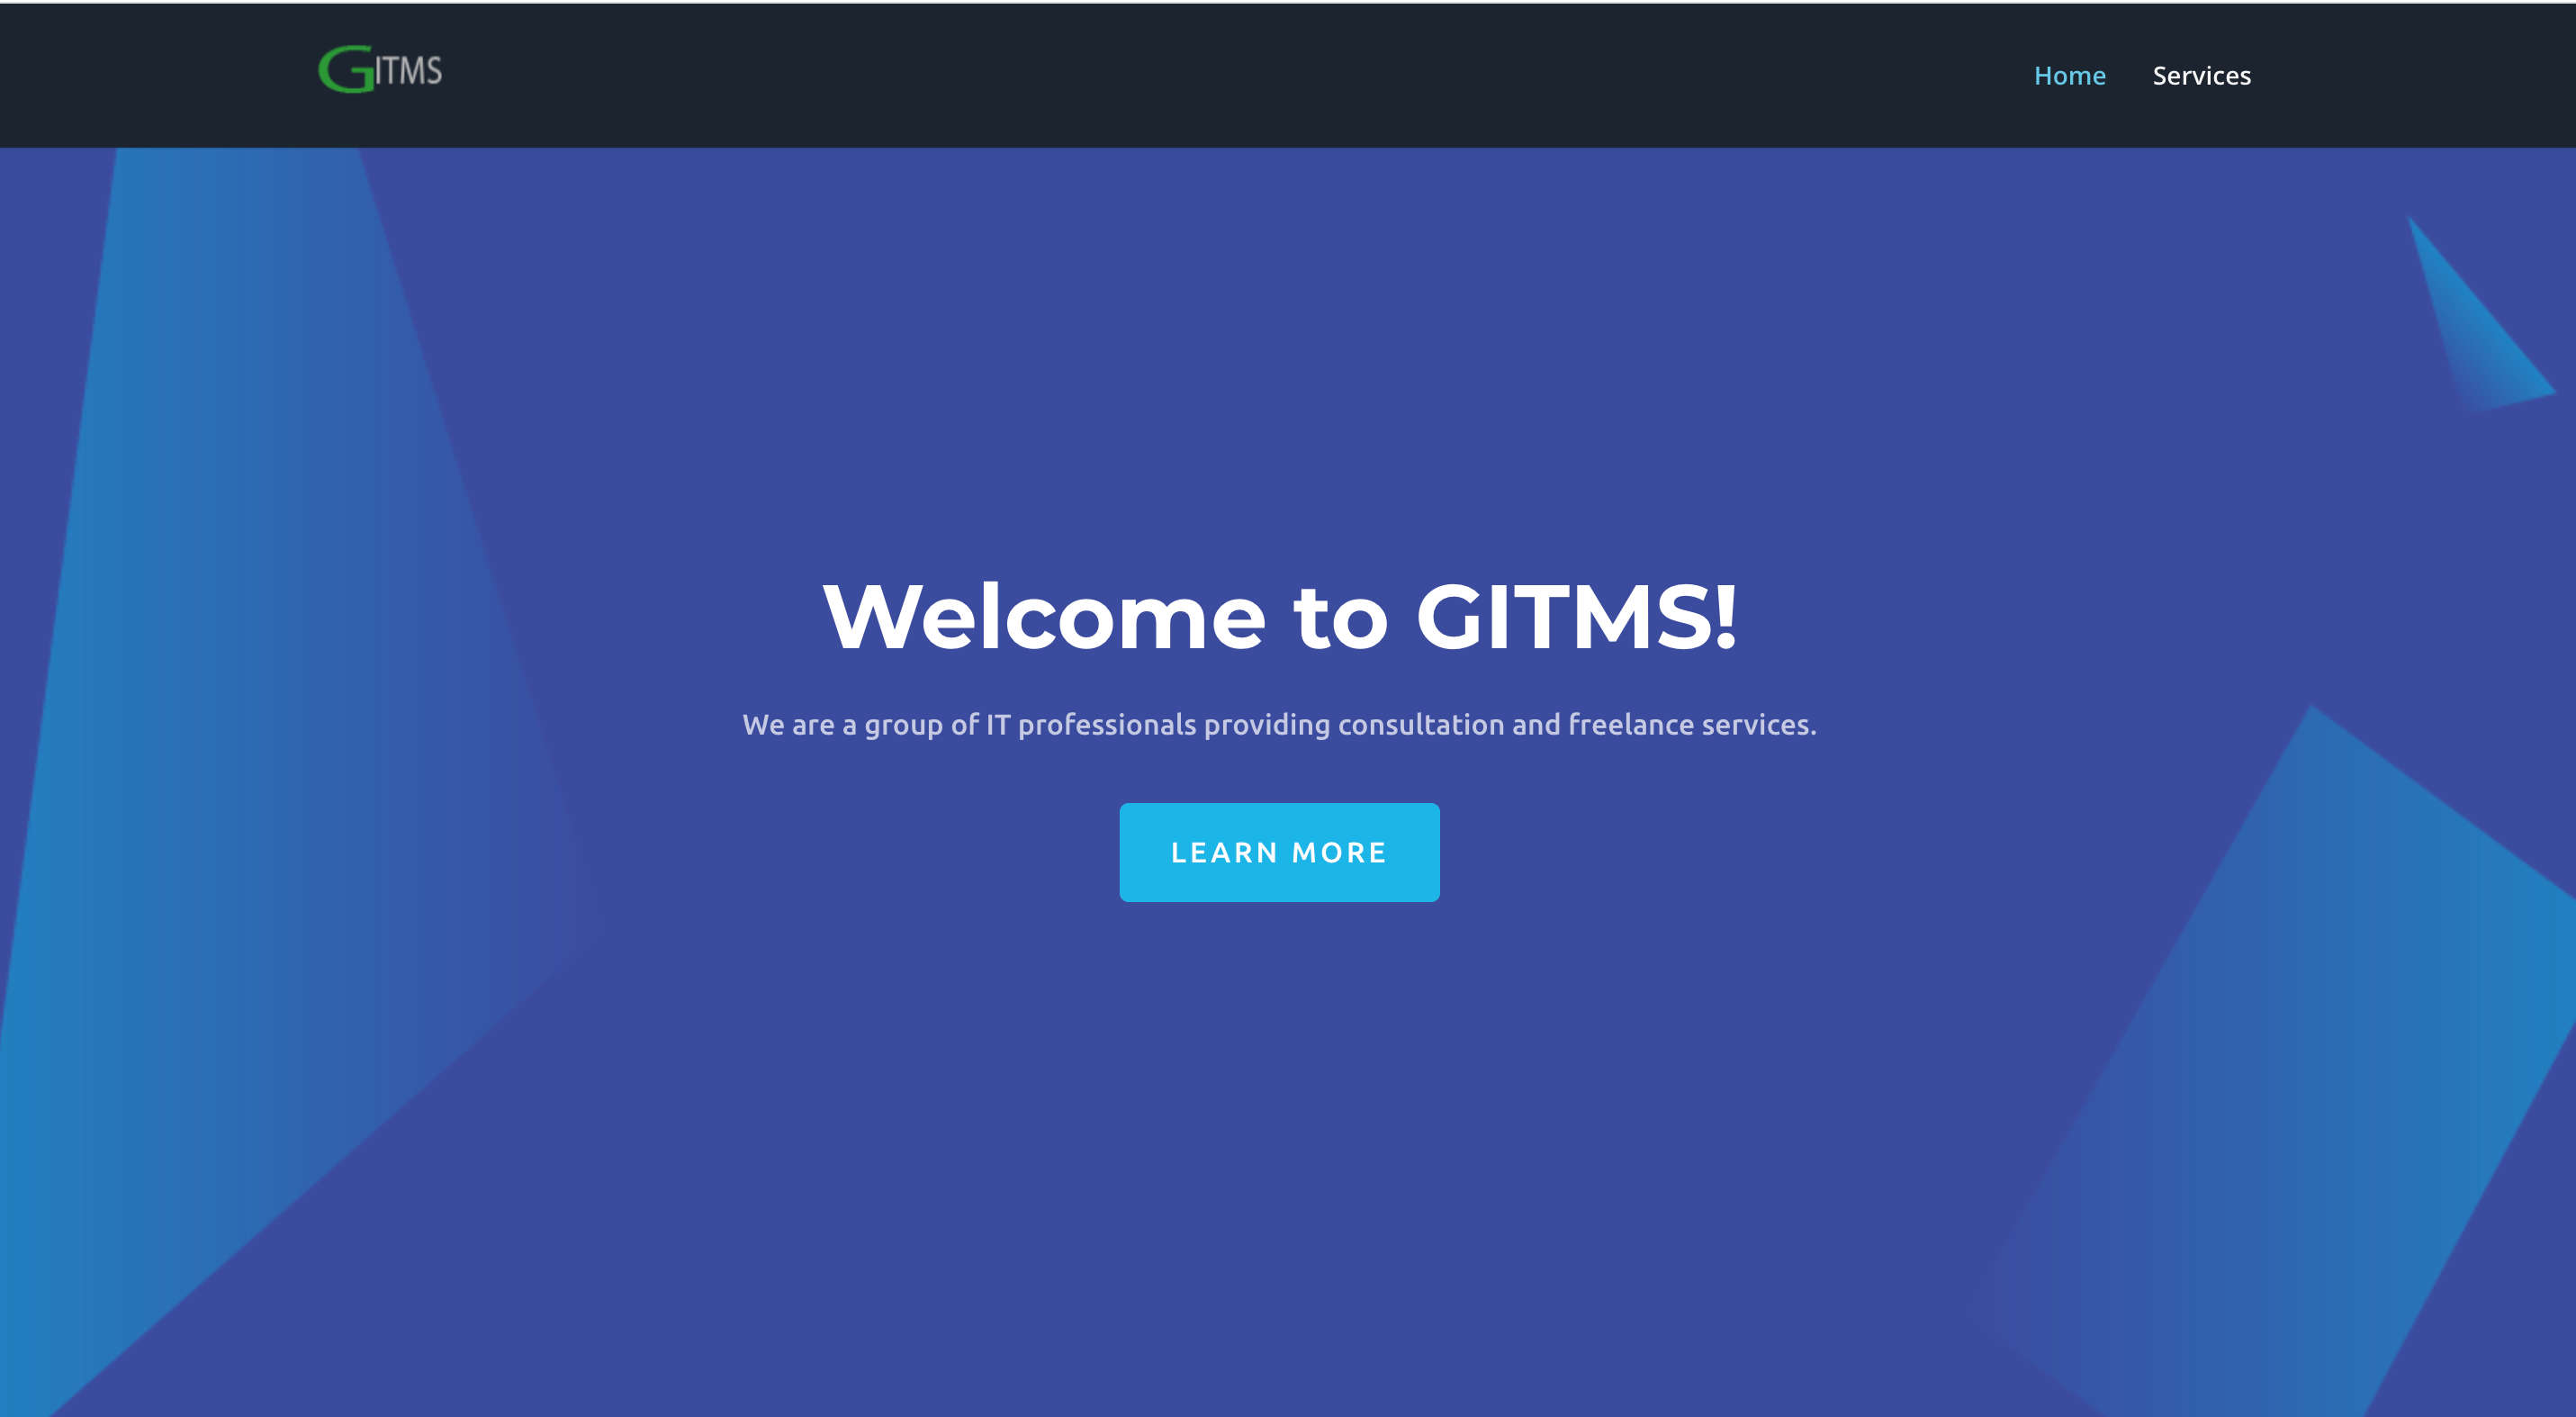 GITMS
Home Services
Welcome to GITMS!
We are a group of IT professionals providing consultation and freelance services.
LEARN MORE